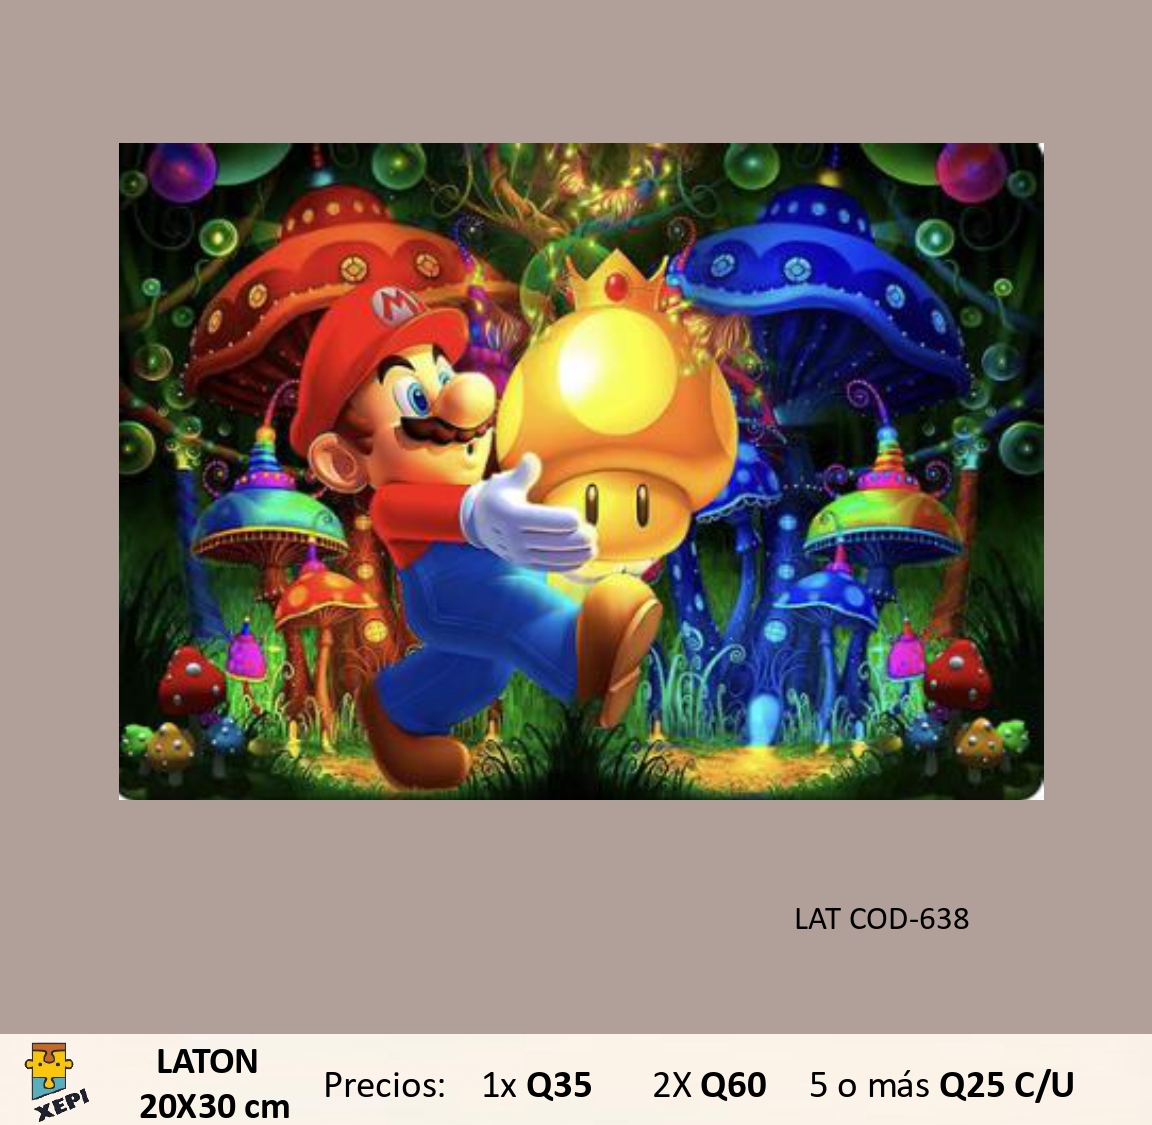 M
LAT COD-638
LATON
20X30 cm
Precios: 1x Q35 2X Q60 5 o más Q25 C/U
XEPI